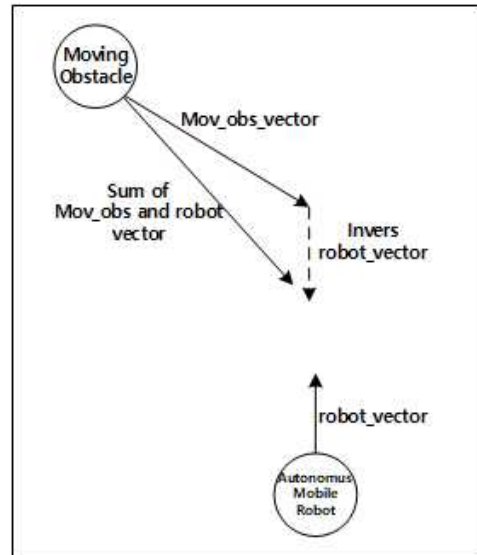 Moving
Obstacle
Mov_obs_vector
Sum of
Mov_obs and robot
vector
Invers
robot_vector
robot_vector
Autonomus
Mobile
Robot